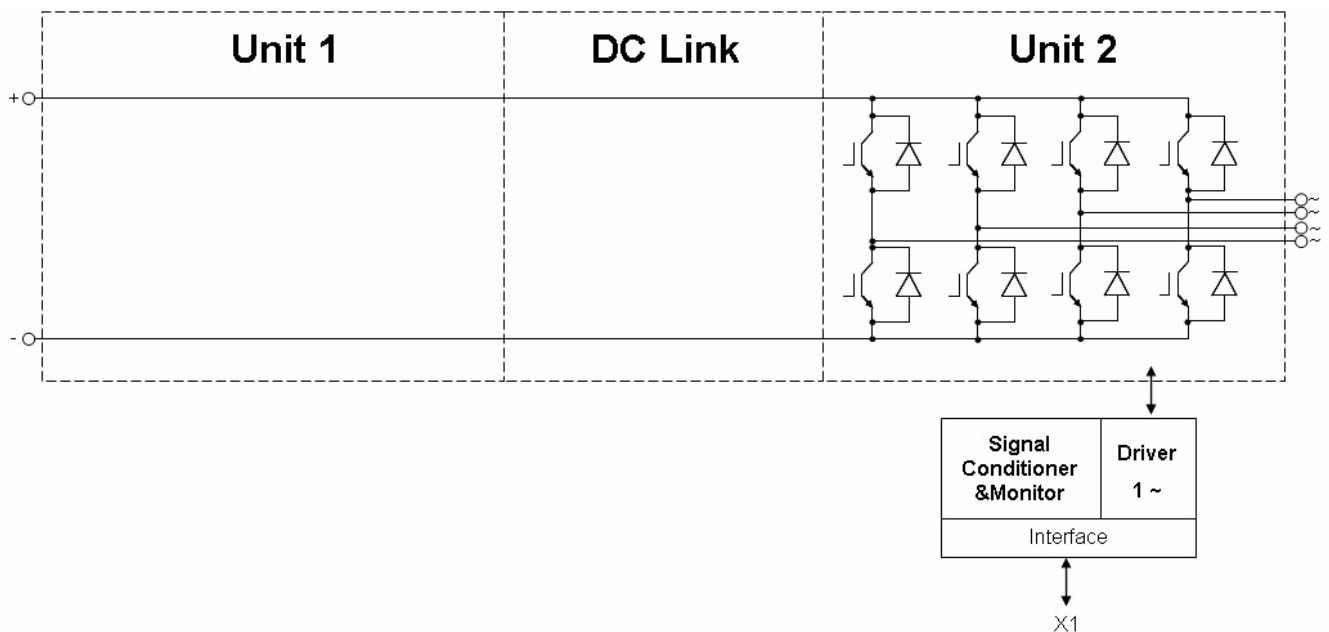 Unit 1
DC Link
Unit 2
+
~
~
~
~
-
Signal
Conditioner
&Monitor
Driver
1 ~
Interface
X1